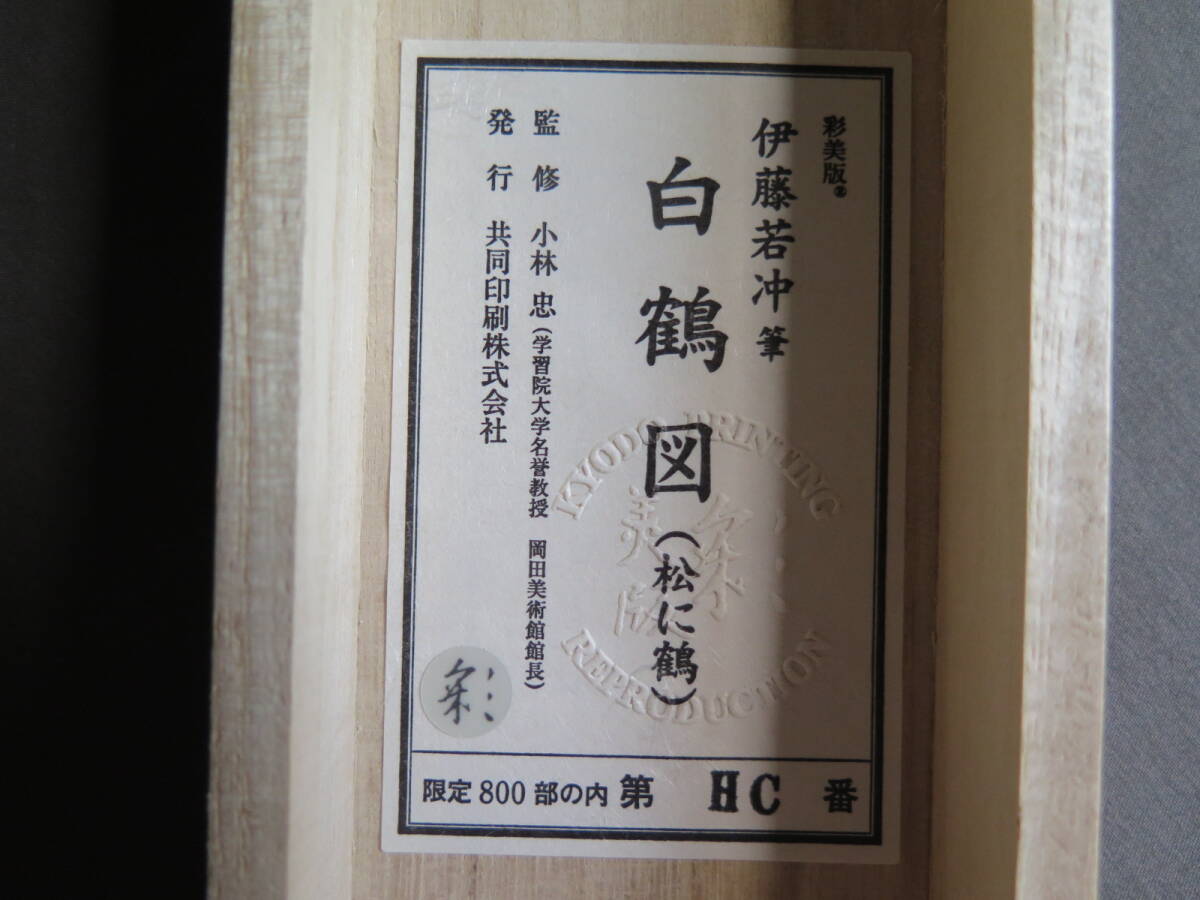 彩美版®
伊藤若冲 筆
白鶴図(松に鶴)
監修 小林 忠(学習院大学名誉教授 岡田美術館館長)
発行 共同印刷株式会社
KYODO PRINTING
彩美版
REPRODUCTION
彩
限定800部の内 第 HC 番